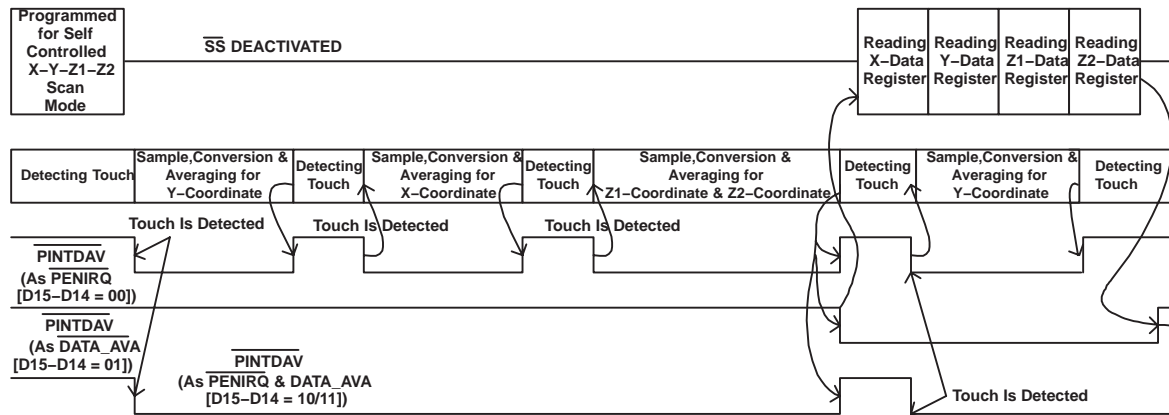 Programmed
for Self
Controlled
X–Y–Z1–Z2
Scan
Mode
SS DEACTIVATED
Reading
X–Data
Register
Reading
Y–Data
Register
Reading
Z1–Data
Register
Reading
Z2–Data
Register
Detecting Touch
Sample,Conversion &
Averaging for
Y–Coordinate
Detecting
Touch
Sample,Conversion &
Averaging for
X–Coordinate
Detecting
Touch
Sample,Conversion &
Averaging for
Z1–Coordinate & Z2–Coordinate
Detecting
Touch
Sample,Conversion &
Averaging for
Y–Coordinate
Detecting
Touch
Touch Is Detected
Touch Is Detected
Touch Is Detected
PINTDAV
(As PENIRQ
[D15–D14 = 00])
PINTDAV
(As DATA_AVA
[D15–D14 = 01])
PINTDAV
(As PENIRQ & DATA_AVA
[D15–D14 = 10/11])
Touch Is Detected